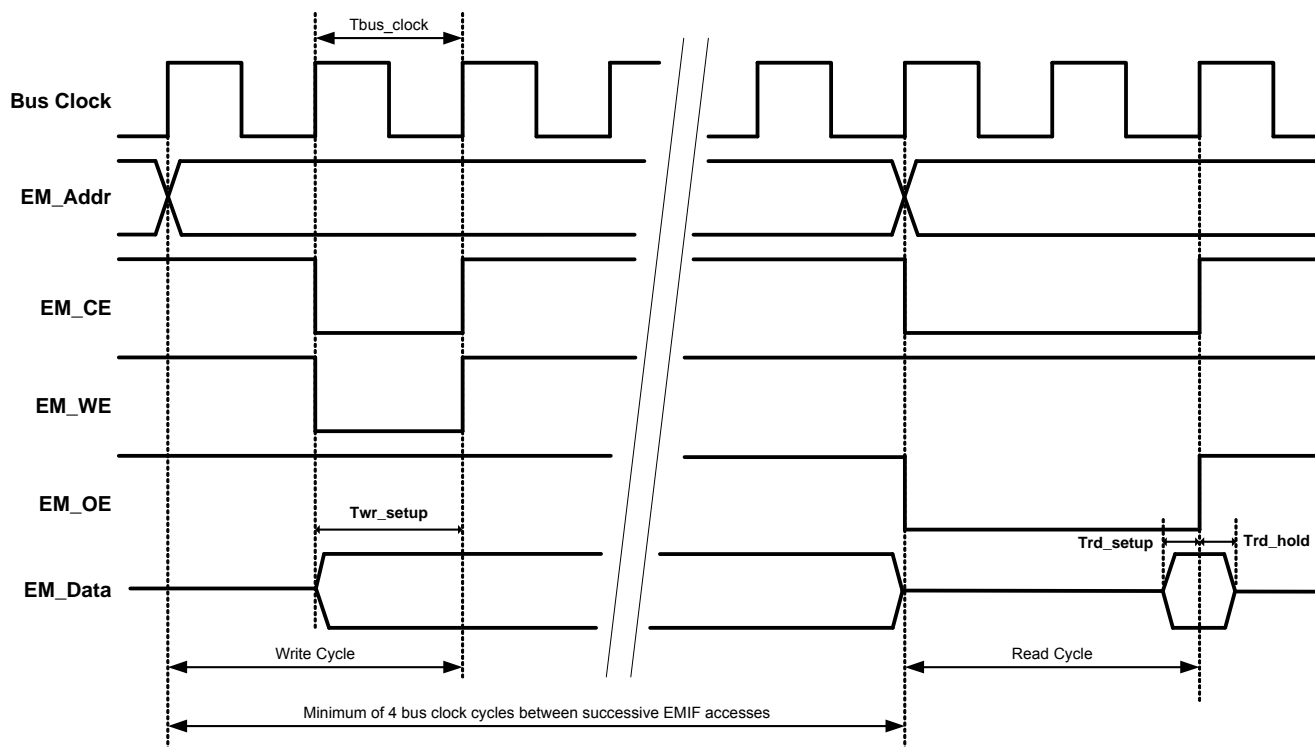 Tbus_clock
Bus Clock
EM_Addr
EM_CE
EM_WE
EM_OE
Twr_setup
Trd_setup
Trd_hold
EM_Data
Write Cycle
Read Cycle
Minimum of 4 bus clock cycles between successive EMIF accesses